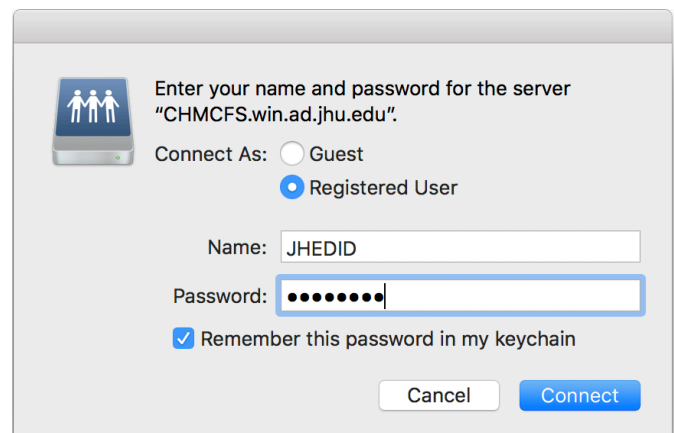 Enter your name and password for the server
“CHMCFS.win.ad.jhu.edu”.
Connect As: Guest
Registered User
Name: JHEDID
Password: ●●●●●●●●
Remember this password in my keychain
Cancel Connect